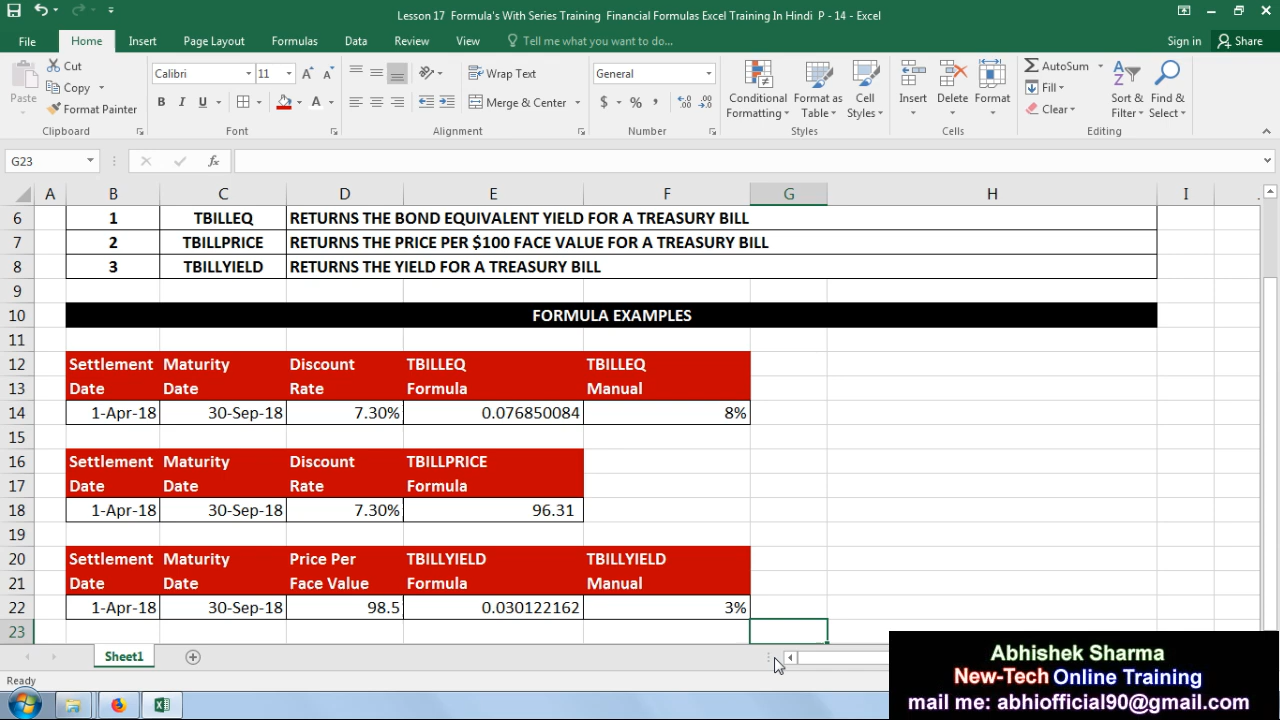 Lesson 17  Formula's With Series Training  Financial Formulas Excel Training In Hindi  P - 14 - Excel
File Home Insert Page Layout Formulas Data Review View Tell me what you want to do... Sign in Share
Paste Cut Copy Format Painter Clipboard
Calibri 11 B I U A Font
Wrap Text Merge & Center Alignment
General $ % , Number
Conditional Formatting Format as Table Cell Styles Styles
Insert Delete Format Cells
AutoSum Fill Clear Sort & Filter Find & Select Editing
G23 fx
A B C D E F G H I
6 1 TBILLEQ RETURNS THE BOND EQUIVALENT YIELD FOR A TREASURY BILL
7 2 TBILLPRICE RETURNS THE PRICE PER $100 FACE VALUE FOR A TREASURY BILL
8 3 TBILLYIELD RETURNS THE YIELD FOR A TREASURY BILL
9
10 FORMULA EXAMPLES
11
12 Settlement Maturity Discount TBILLEQ TBILLEQ
13 Date Date Rate Formula Manual
14 1-Apr-18 30-Sep-18 7.30% 0.076850084 8%
15
16 Settlement Maturity Discount TBILLPRICE
17 Date Date Rate Formula
18 1-Apr-18 30-Sep-18 7.30% 96.31
19
20 Settlement Maturity Price Per TBILLYIELD TBILLYIELD
21 Date Date Face Value Formula Manual
22 1-Apr-18 30-Sep-18 98.5 0.030122162 3%
23
Sheet1
Ready
Abhishek Sharma
New-Tech Online Training
mail me: abhiofficial90@gmail.com